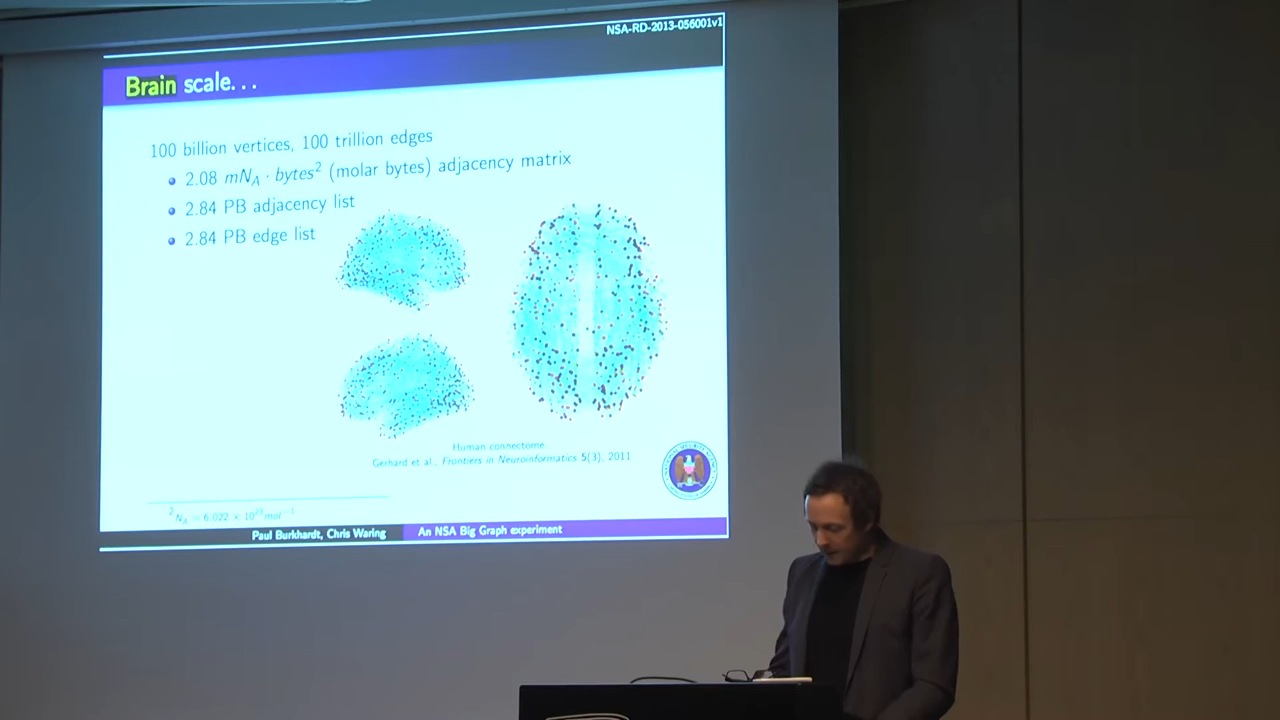 NSA-RD-2013-056001v1
Brain scale...
100 billion vertices, 100 trillion edges
• 2.08 mN_A · bytes² (molar bytes) adjacency matrix
• 2.84 PB adjacency list
• 2.84 PB edge list
Human connectome.
Gerhard et al., Frontiers in Neuroinformatics 5(3), 2011
²N_A = 6.022 × 10²³mol⁻¹
Paul Burkhardt, Chris Waring
An NSA Big Graph experiment